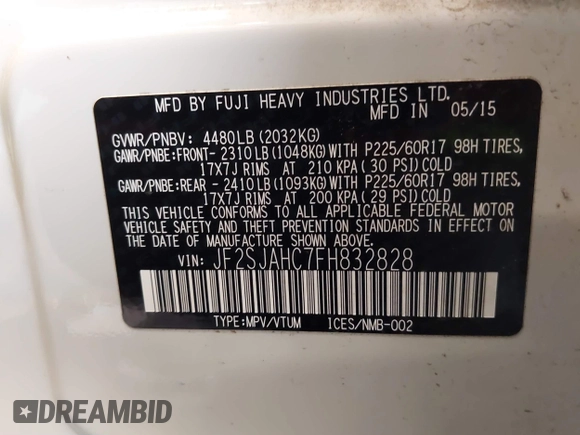 MFD BY FUJI HEAVY INDUSTRIES LTD.
MFD IN 05/15
GVWR/PNBV: 4480LB(2032KG)
GAWR/PNBE:FRONT- 2310LB(1048KG)WITH P225/60R17 98H TIRES,
17X7J RIMS AT 210 KPA(30 PSI)COLD
GAWR/PNBE:REAR - 2410LB(1093KG)WITH P225/60R17 98H TIRES,
17X7J RIMS AT 200 KPA(29 PSI)COLD
THIS VEHICLE CONFORMS TO ALL APPLICABLE FEDERAL MOTOR
VEHICLE SAFETY AND THEFT PREVENTION STANDARDS IN EFFECT
ON THE DATE OF MANUFACTURE SHOWN ABOVE.
VIN: JF2SJAHC7FH832828
TYPE:MPV/VTUM 1CES/NMB-002
DREAMBID